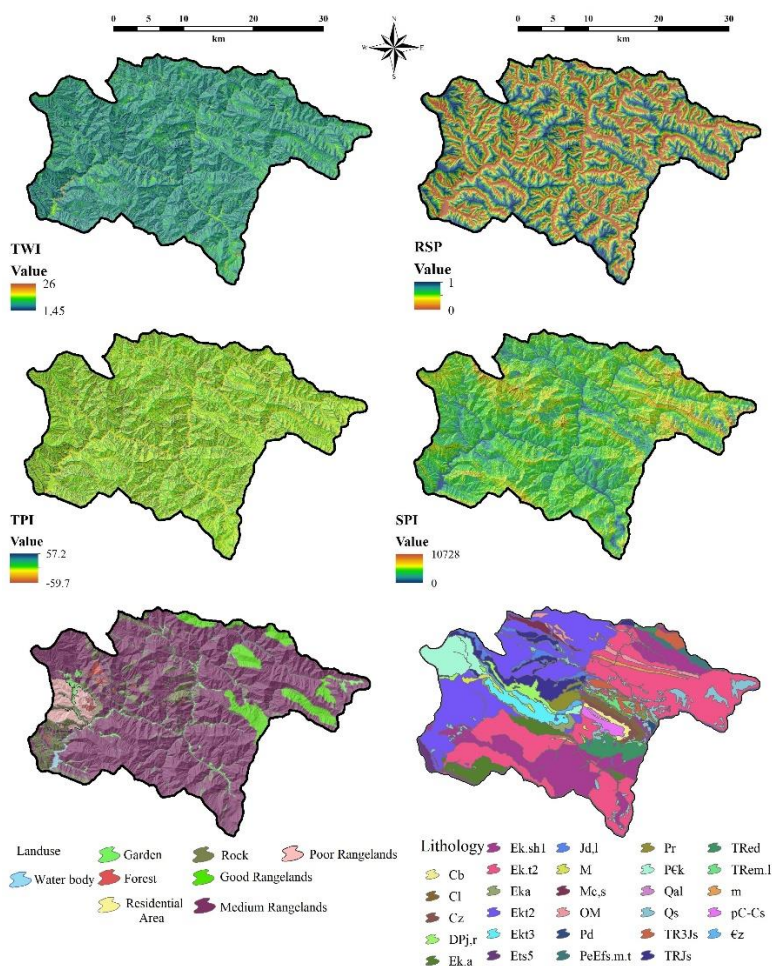 0 10 20 30
km
0 10 20 30
km
N
W E
S
TWI
Value
26
1.45
RSP
Value
1
0
TPI
Value
57.2
-59.7
SPI
Value
10728
0
Landuse
Water body
Garden
Forest
Residential
Area
Rock
Good Rangelands
Medium Rangelands
Poor Rangelands
Lithology
Cb
Cl
Cz
DPj,r
Ek.a
Ek.sh1
Ek.t2
Eka
Ekt2
Ekt3
Ets5
Jd,l
M
Mc,s
OM
Pd
PeEfs.m.t
Pr
P€k
Qal
Qs
TR3Js
TRJs
TRed
TRem.l
m
pC-Cs
€z